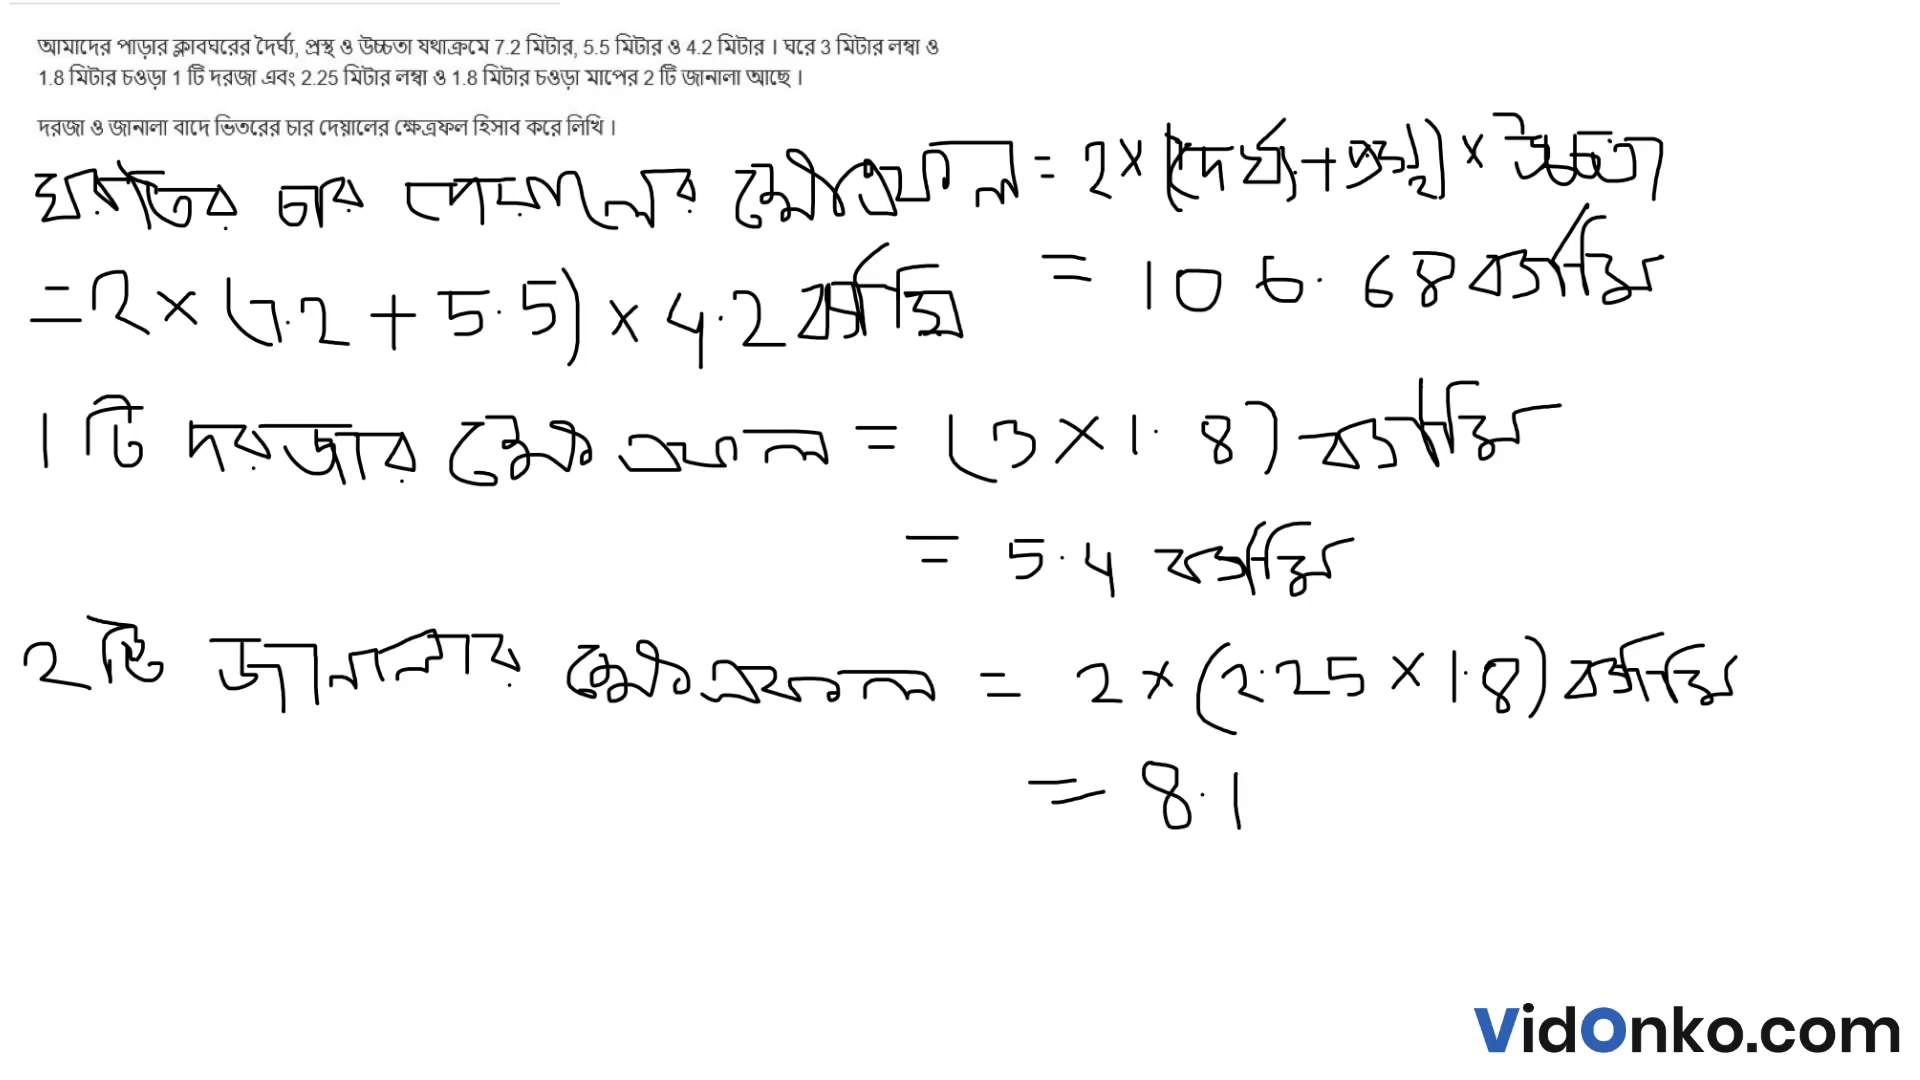 আমাদের পাড়ার ক্লাবঘরের দৈর্ঘ্য, প্রস্থ ও উচ্চতা যথাক্রমে 7.2 মিটার, 5.5 মিটার ও 4.2 মিটার । ঘরে 3 মিটার লম্বা ও
1.8 মিটার চওড়া 1 টি দরজা এবং 2.25 মিটার লম্বা ও 1.8 মিটার চওড়া মাপের 2 টি জানালা আছে ।
দরজা ও জানালা বাদে ভিতরের চার দেয়ালের ক্ষেত্রফল হিসাব করে লিখি ।
ঘরটির চার দেয়ালের ক্ষেত্রফল = 2 × (দৈর্ঘ্য + প্রস্থ) × উচ্চতা
= 2 × (7.2 + 5.5) × 4.2 বর্গমি
= 106.68 বর্গমি
1 টি দরজার ক্ষেত্রফল = (3 × 1.8) বর্গমি
= 5.4 বর্গমি
2 টি জানালার ক্ষেত্রফল = 2 × (2.25 × 1.8) বর্গমি
= 8.1
VidOnko.com